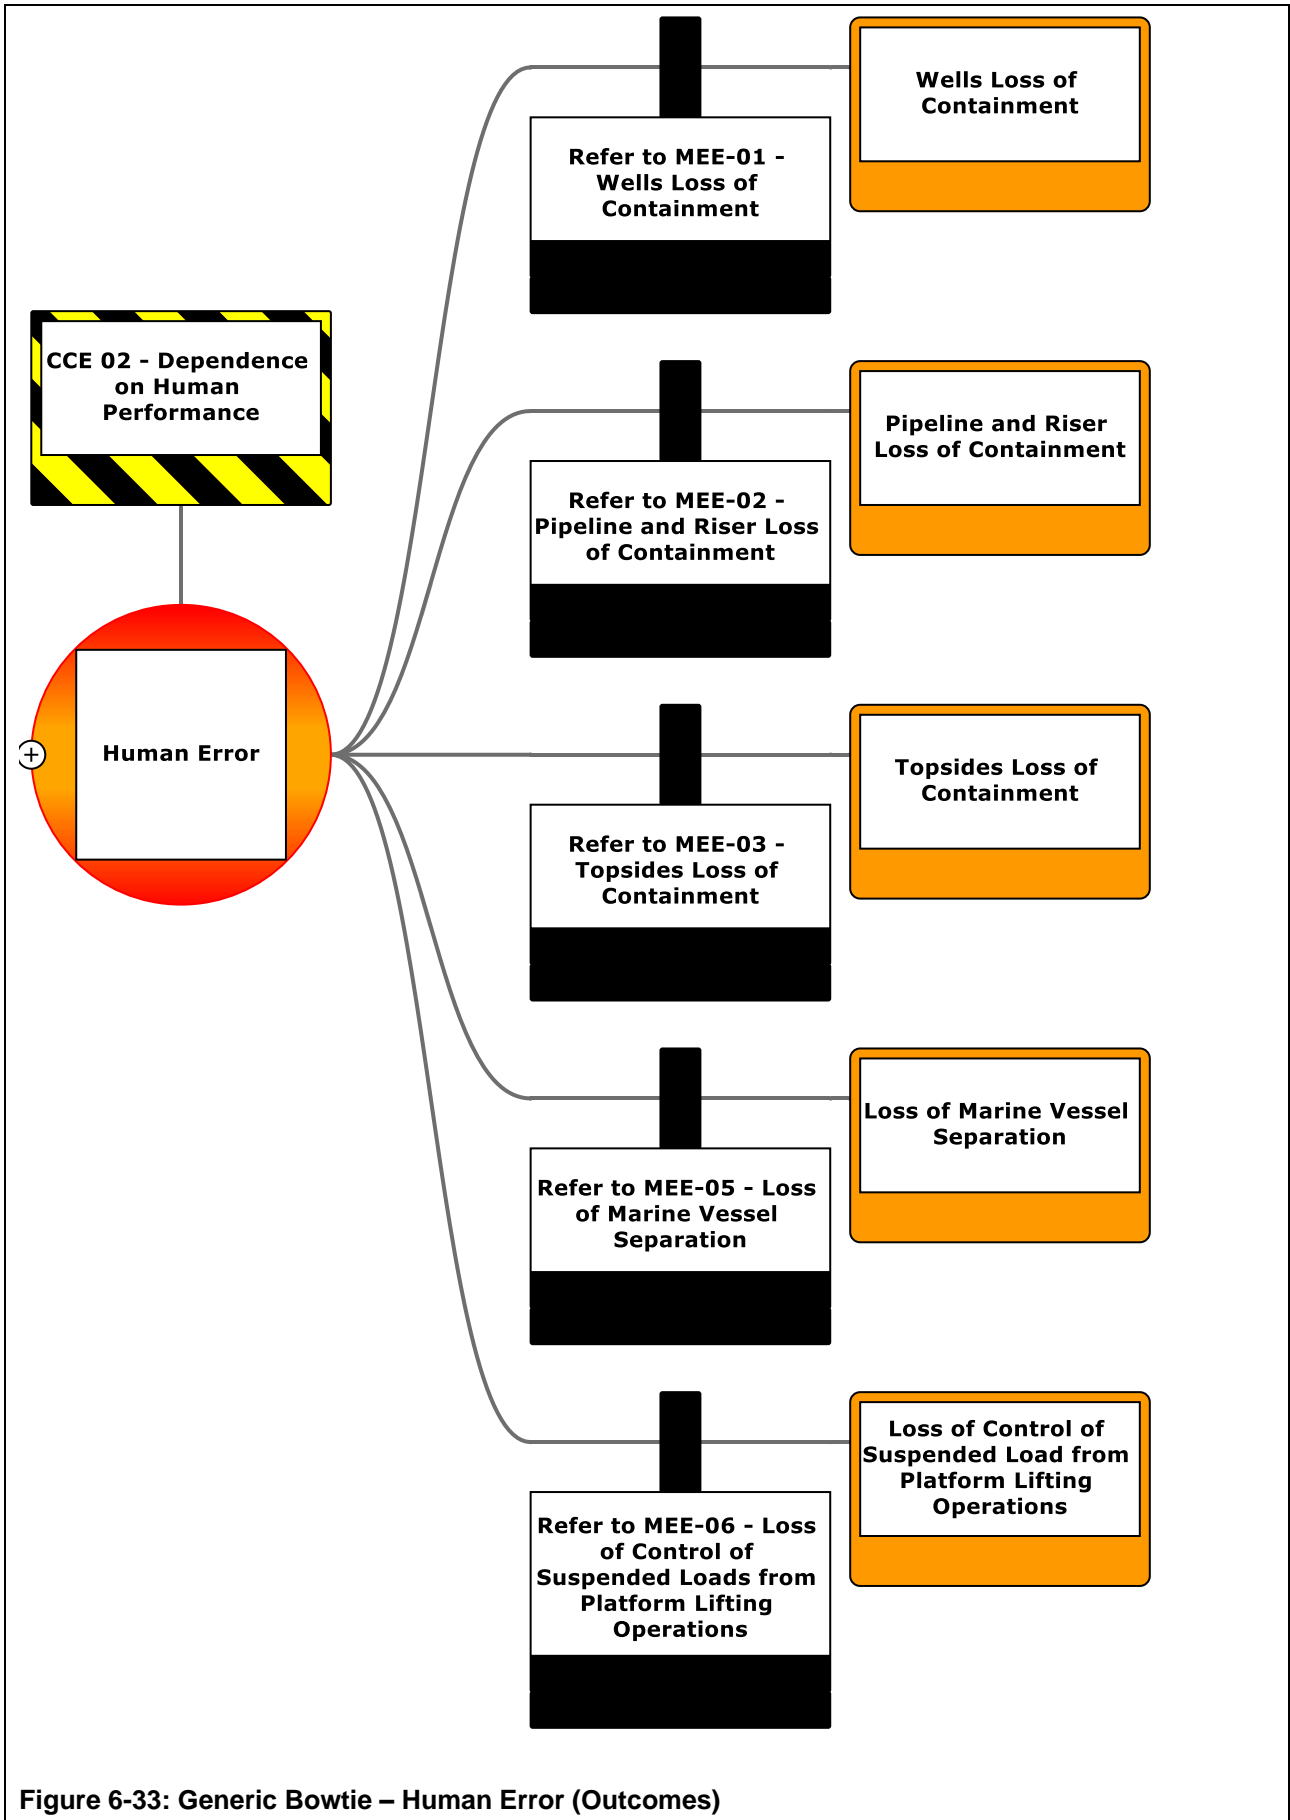 CCE 02 - Dependence
on Human
Performance
Human Error
Refer to MEE-01 -
Wells Loss of
Containment
Wells Loss of
Containment
Refer to MEE-02 -
Pipeline and Riser Loss
of Containment
Pipeline and Riser
Loss of Containment
Refer to MEE-03 -
Topsides Loss of
Containment
Topsides Loss of
Containment
Refer to MEE-05 - Loss
of Marine Vessel
Separation
Loss of Marine Vessel
Separation
Refer to MEE-06 - Loss
of Control of
Suspended Loads from
Platform Lifting
Operations
Loss of Control of
Suspended Load from
Platform Lifting
Operations
Figure 6-33: Generic Bowtie – Human Error (Outcomes)